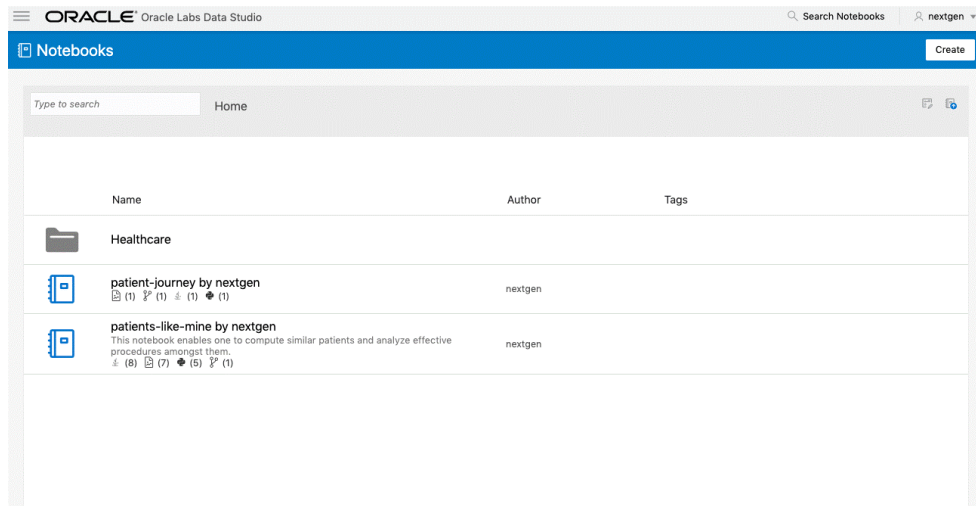 ORACLE® Oracle Labs Data Studio
Search Notebooks
nextgen
Notebooks
Create
Type to search
Home
Name Author Tags
Healthcare
patient-journey by nextgen
(1) (1) (1) (1)
nextgen
patients-like-mine by nextgen
This notebook enables one to compute similar patients and analyze effective
procedures amongst them.
(8) (7) (5) (1)
nextgen